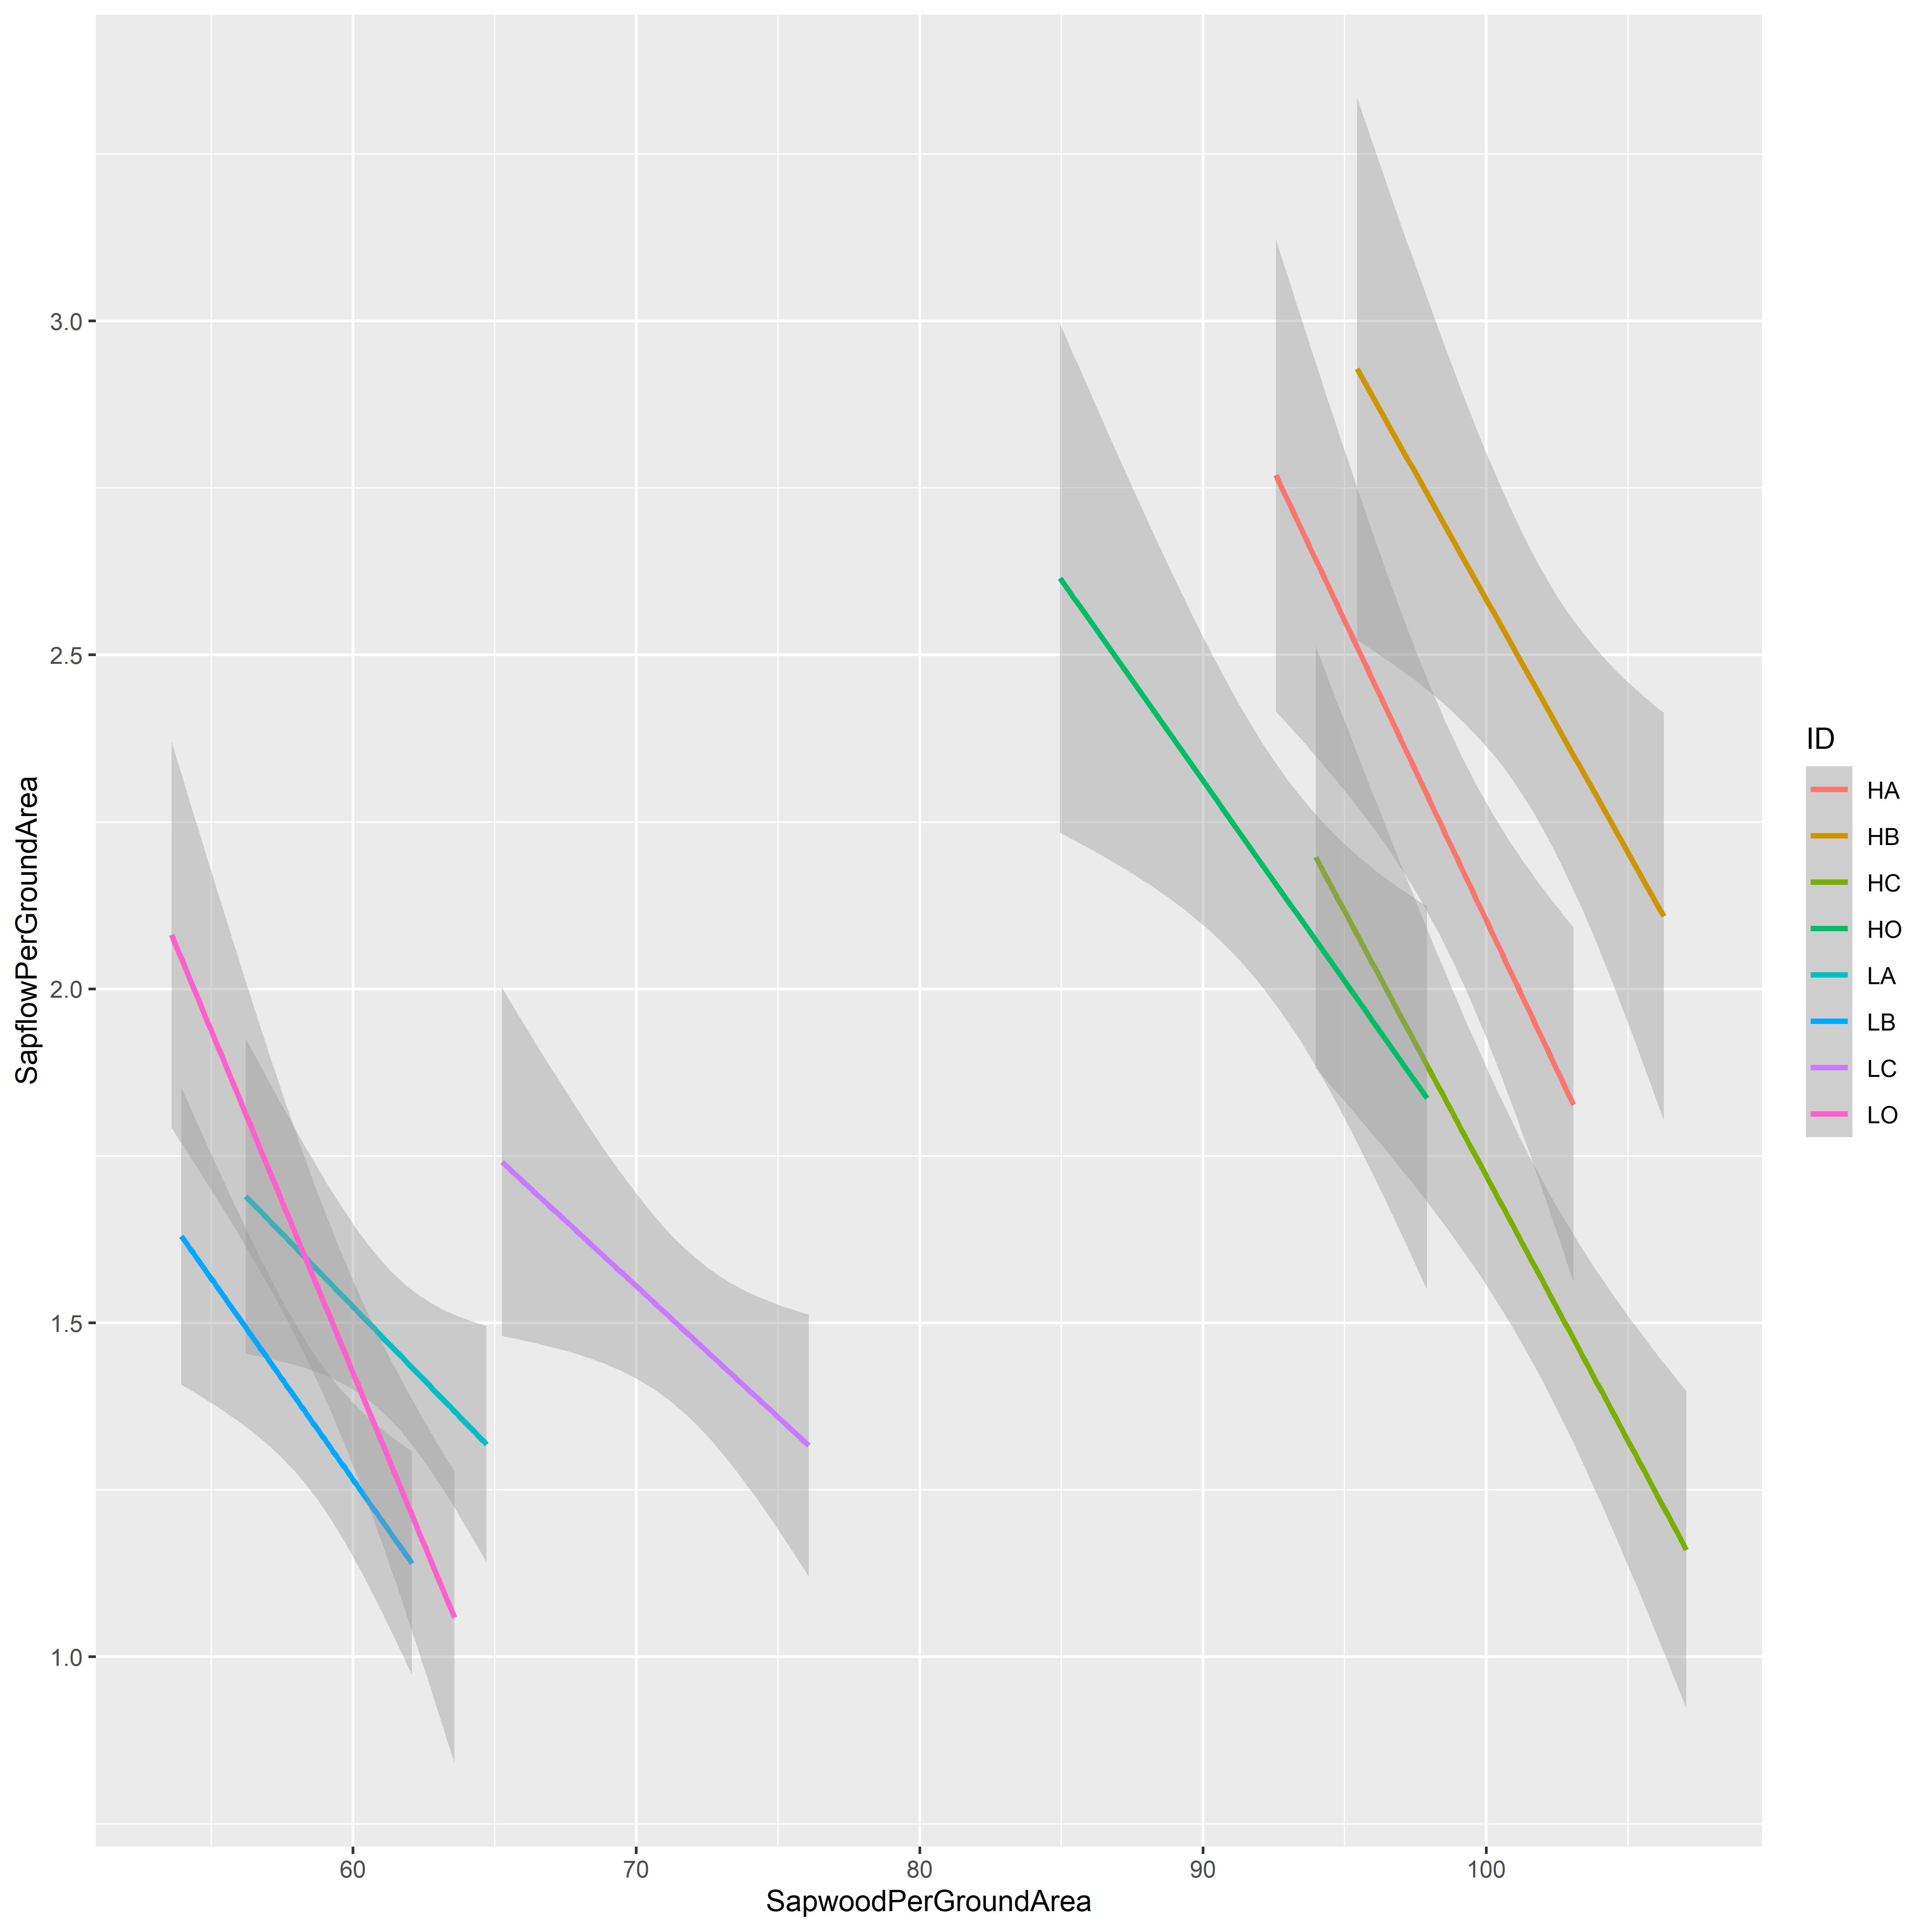 SapflowPerGroundArea
3.0
2.5
2.0
1.5
1.0
60 70 80 90 100
SapwoodPerGroundArea
ID
HA
HB
HC
HO
LA
LB
LC
LO